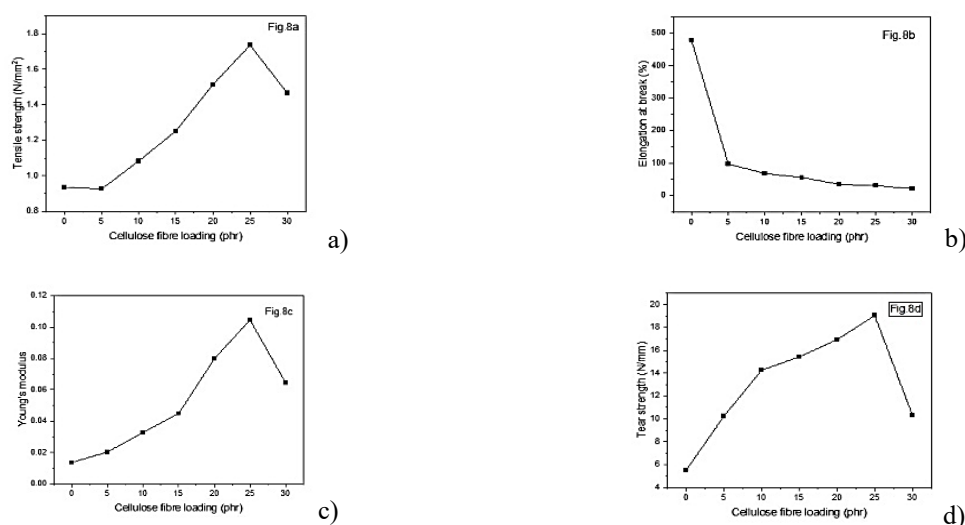 Fig.8a
Tensile strength (N/mm²)
1.8
1.6
1.4
1.2
1.0
0.8
0 5 10 15 20 25 30
Cellulose fibre loading (phr)
a)
Fig.8b
Elongation at break (%)
500
400
300
200
100
0
0 5 10 15 20 25 30
Cellulose fibre loading (phr)
b)
Fig.8c
Young's modulus
0.12
0.10
0.08
0.06
0.04
0.02
0.00
0 5 10 15 20 25 30
Cellulose fibre loading (phr)
c)
Fig.8d
Tear strength (N/mm)
20
18
16
14
12
10
8
6
4
0 5 10 15 20 25 30
Cellulose fibre loading (phr)
d)